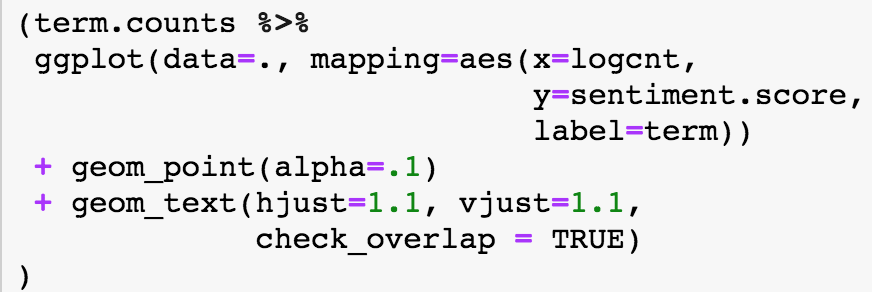 (term.counts %>%
 ggplot(data=., mapping=aes(x=logcnt,
                            y=sentiment.score,
                            label=term))
 + geom_point(alpha=.1)
 + geom_text(hjust=1.1, vjust=1.1,
             check_overlap = TRUE)
)